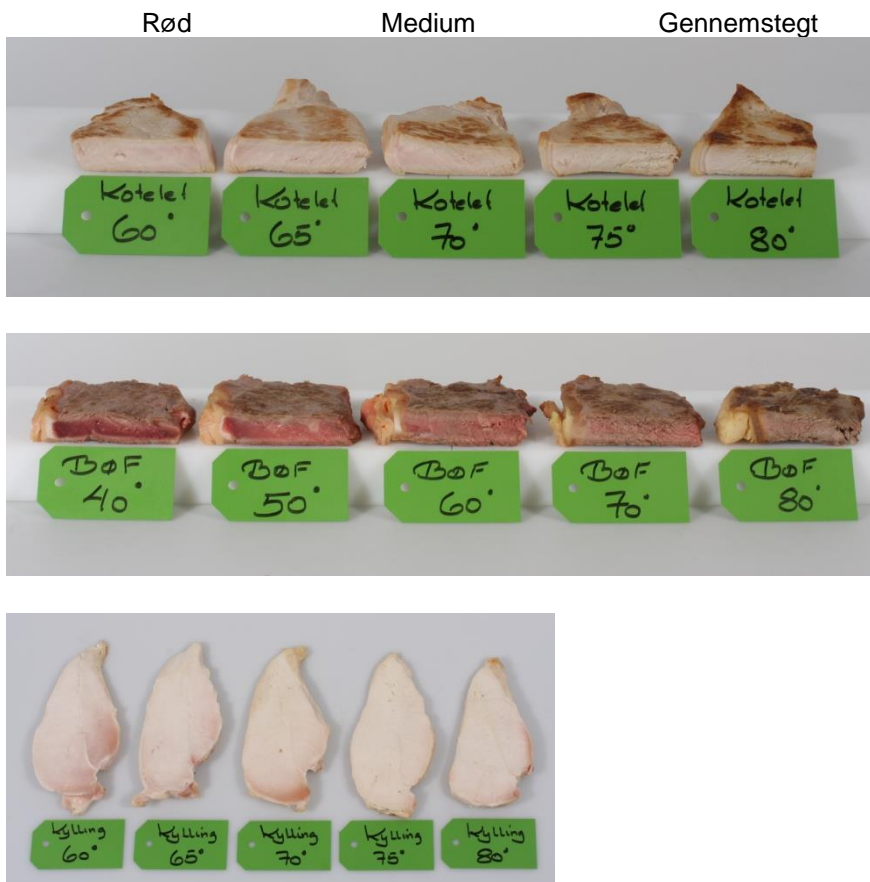 Rød Medium Gennemstegt
Kotelet 60°
Kotelet 65°
Kotelet 70°
Kotelet 75°
Kotelet 80°
BØF 40°
BØF 50°
BØF 60°
BØF 70°
BØF 80°
Kylling 60°
Kylling 65°
Kylling 70°
Kylling 75°
Kylling 80°